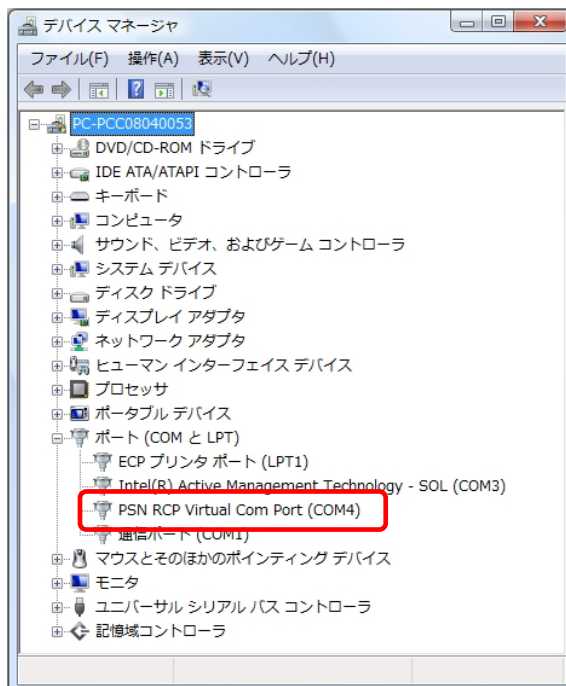 デバイス マネージャ
ファイル(F) 操作(A) 表示(V) ヘルプ(H)
PC-PCC08040053
DVD/CD-ROM ドライブ
IDE ATA/ATAPI コントローラ
キーボード
コンピュータ
サウンド、ビデオ、およびゲーム コントローラ
システム デバイス
ディスク ドライブ
ディスプレイ アダプタ
ネットワーク アダプタ
ヒューマン インターフェイス デバイス
プロセッサ
ポータブル デバイス
ポート (COM と LPT)
ECP プリンタ ポート (LPT1)
Intel(R) Active Management Technology - SOL (COM3)
PSN RCP Virtual Com Port (COM4)
通信ポート (COM1)
マウスとそのほかのポインティング デバイス
モニタ
ユニバーサル シリアル バス コントローラ
記憶域コントローラ